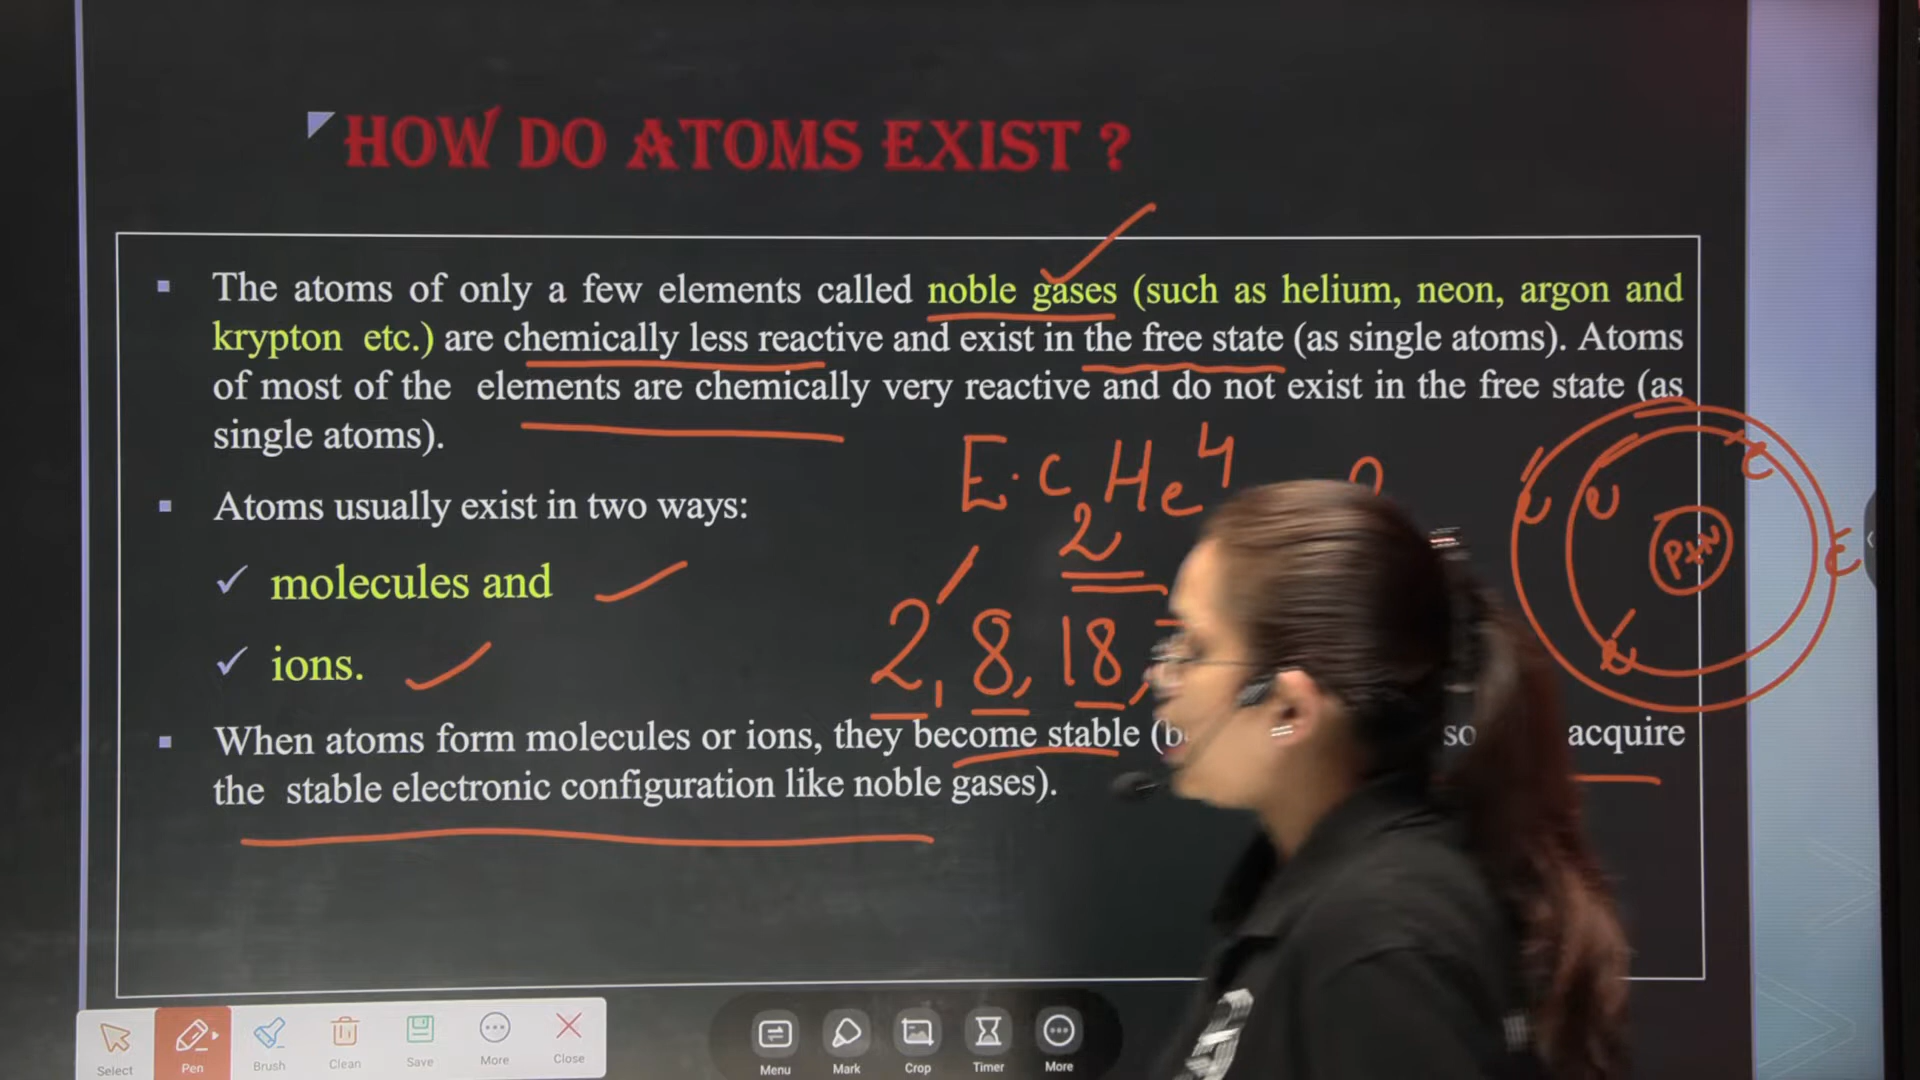 HOW DO ATOMS EXIST ?
The atoms of only a few elements called noble gases (such as helium, neon, argon and
krypton etc.) are chemically less reactive and exist in the free state (as single atoms). Atoms
of most of the elements are chemically very reactive and do not exist in the free state (as
single atoms).
E.C He 4
2
Atoms usually exist in two ways:
molecules and
ions.
2, 8, 18,
P+N
When atoms form molecules or ions, they become stable ( so acquire
the stable electronic configuration like noble gases).
Select Pen Brush Clean Save More Close
Menu Mark Crop Timer More